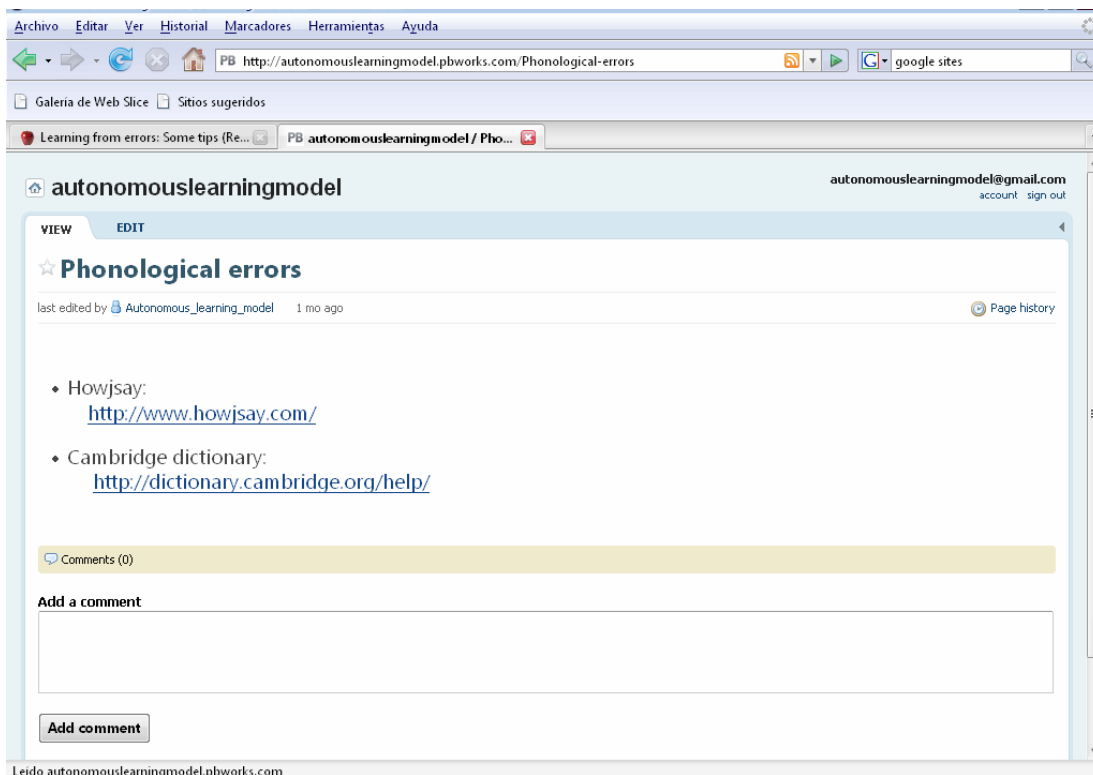 Archivo Editar Ver Historial Marcadores Herramientas Ayuda
PB http://autonomouslearningmodel.pbworks.com/Phonological-errors G google sites
Galería de Web Slice Sitios sugeridos
Learning from errors: Some tips (Re... PB autonomouslearningmodel / Pho...
autonomouslearningmodel autonomouslearningmodel@gmail.com
account sign out
VIEW EDIT
Phonological errors
last edited by Autonomous_learning_model 1 mo ago Page history
• Howjsay:
http://www.howjsay.com/
• Cambridge dictionary:
http://dictionary.cambridge.org/help/
Comments (0)
Add a comment
Add comment
Leido autonomouslearningmodel.pbworks.com